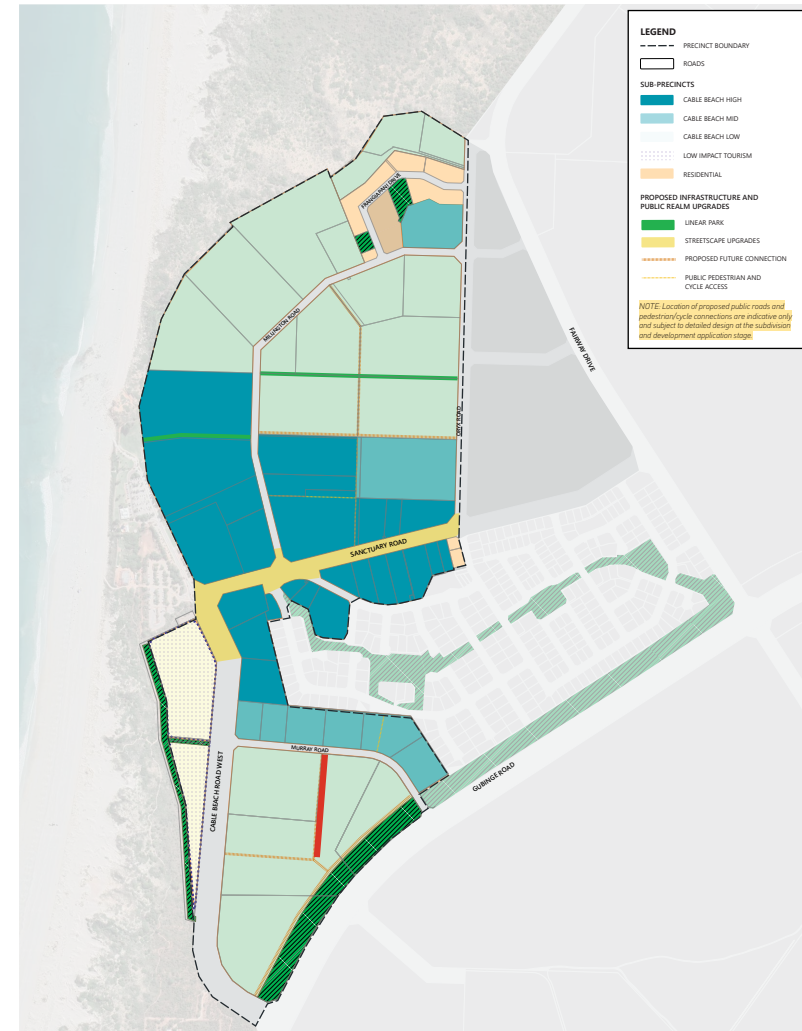 LEGEND
PRECINCT BOUNDARY
ROADS
SUB-PRECINCTS
CABLE BEACH HIGH
CABLE BEACH MID
CABLE BEACH LOW
LOW IMPACT TOURISM
RESIDENTIAL
PROPOSED INFRASTRUCTURE AND
PUBLIC REALM UPGRADES
LINEAR PARK
STREETSCAPE UPGRADES
PROPOSED FUTURE CONNECTION
PUBLIC PEDESTRIAN AND
CYCLE ACCESS
NOTE: Location of proposed public roads and
pedestrian/cycle connections are indicative only
and subject to detailed design at the subdivision
and development application stage.
FRANGIPANI DRIVE
MILLINGTON ROAD
FAIRWAY DRIVE
ORYX ROAD
SANCTUARY ROAD
MURRAY ROAD
CABLE BEACH ROAD WEST
GUBINGE ROAD